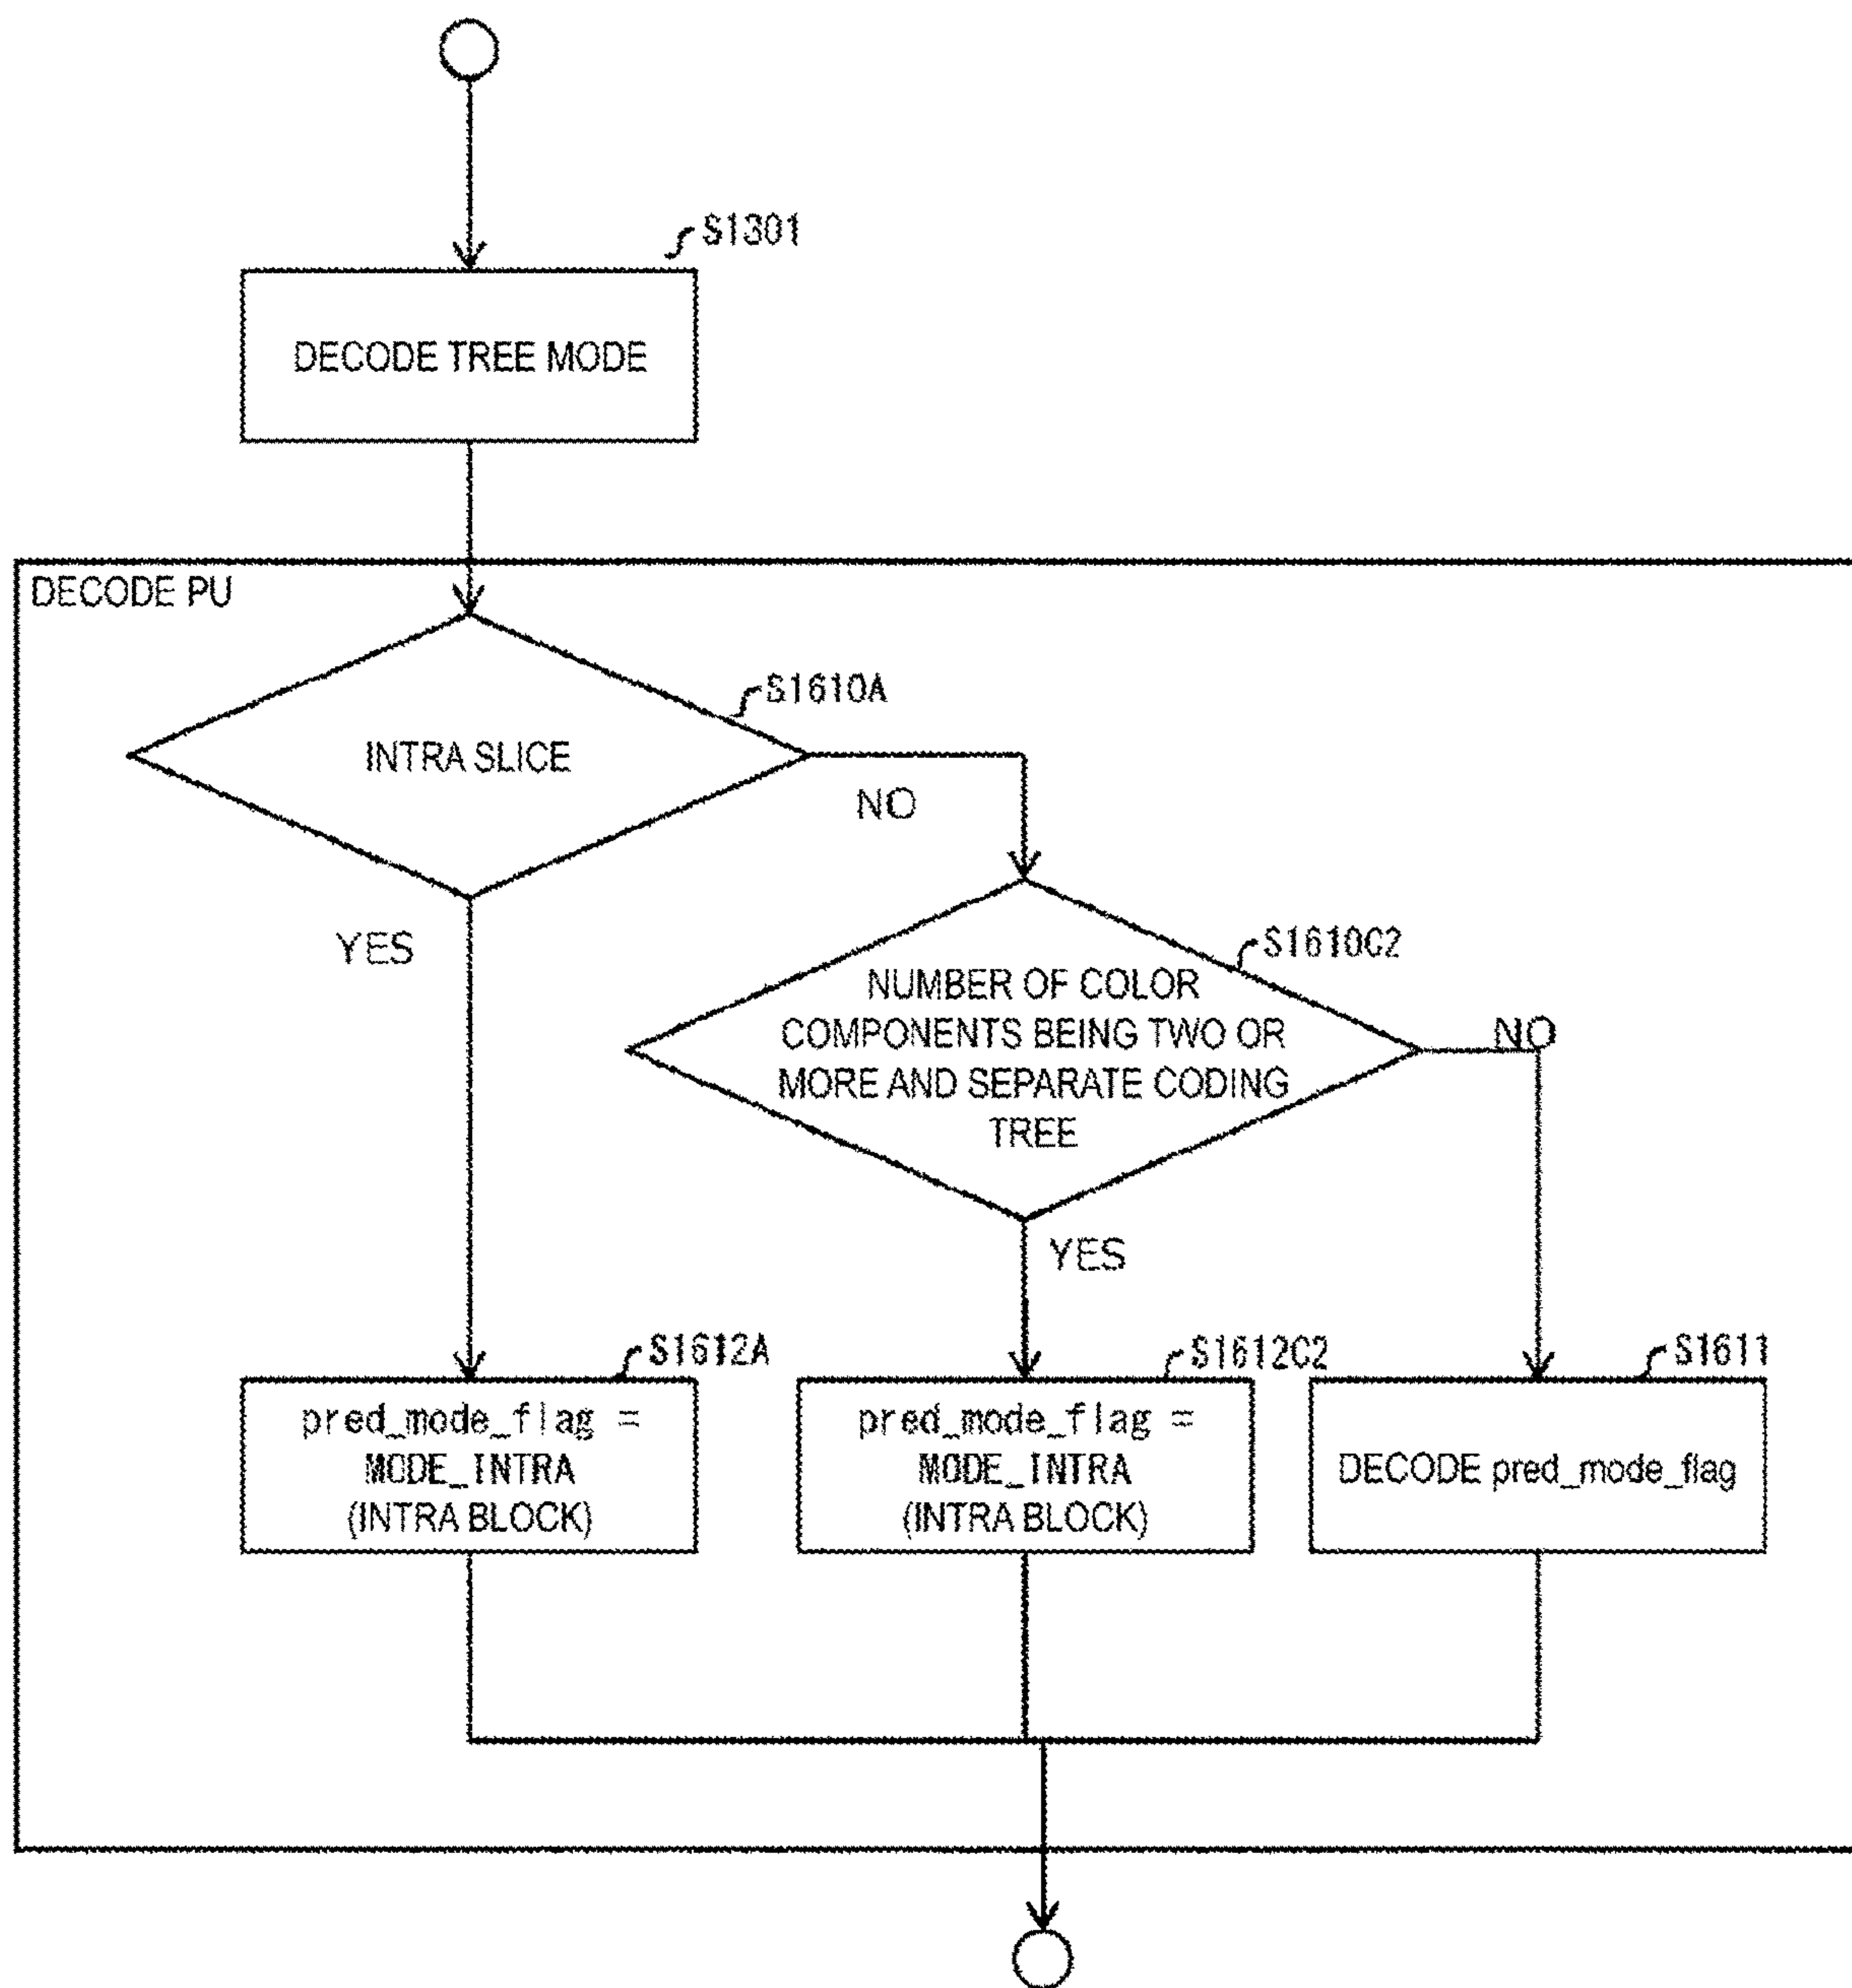 S1301
DECODE TREE MODE
DECODE PU
S1610A
INTRA SLICE
NO
YES
S1610C2
NUMBER OF COLOR
COMPONENTS BEING TWO OR
MORE AND SEPARATE CODING
TREE
NO
YES
S1612A
pred_mode_flag =
MODE_INTRA
(INTRA BLOCK)
S1612C2
pred_mode_flag =
MODE_INTRA
(INTRA BLOCK)
S1611
DECODE pred_mode_flag